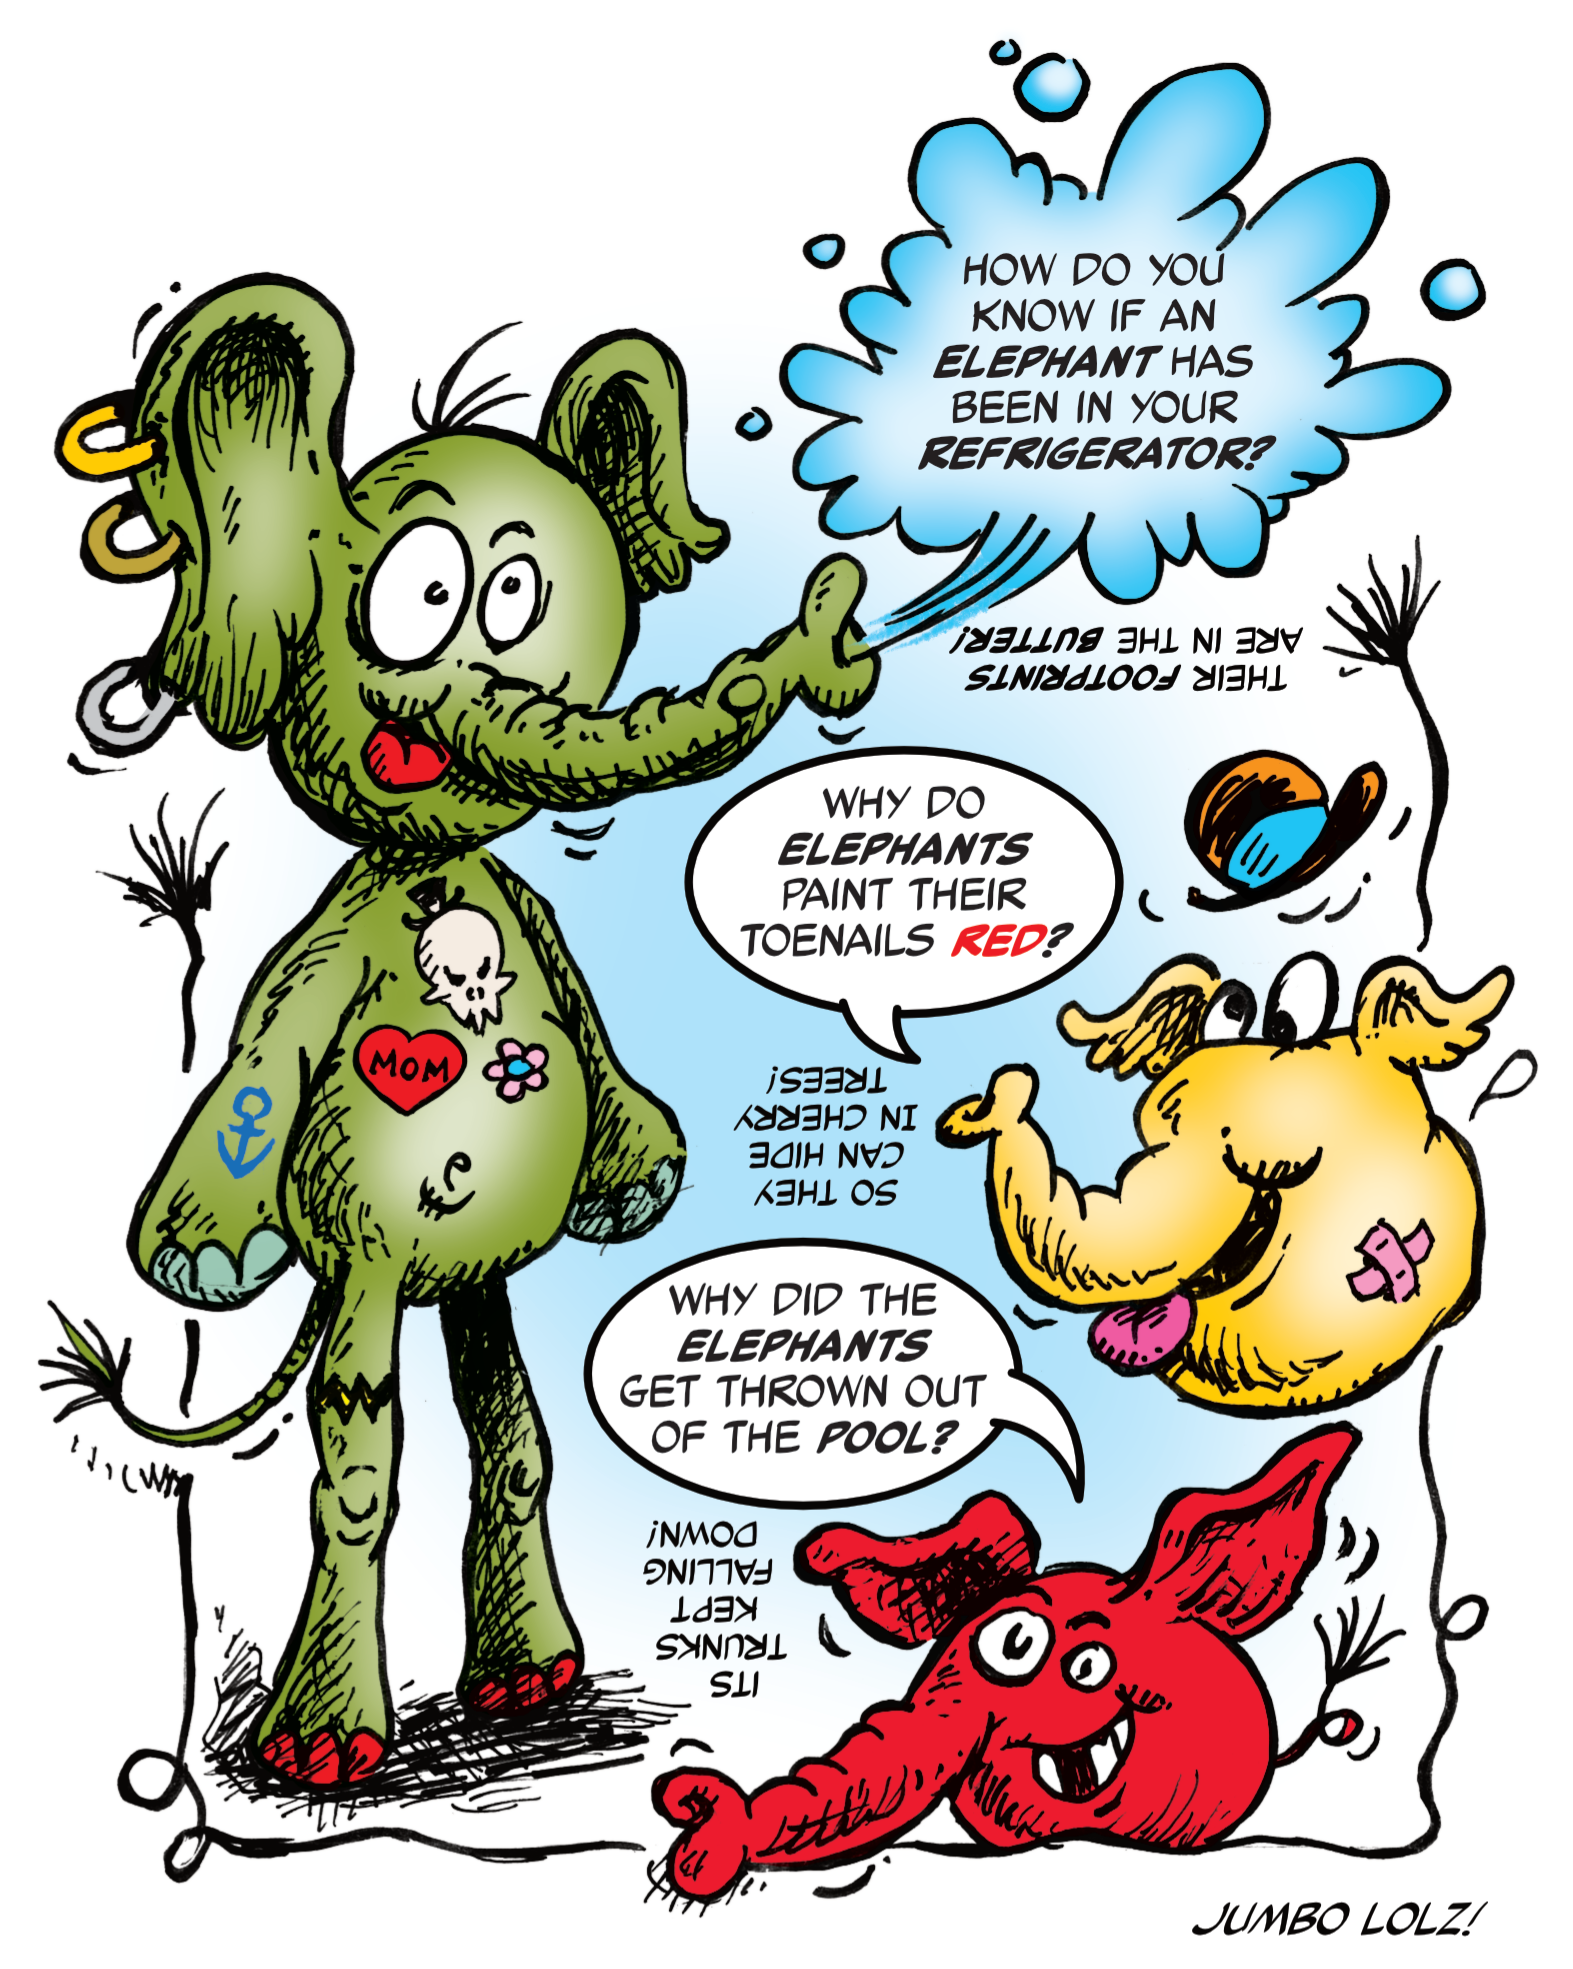 HOW DO YOU
KNOW IF AN
ELEPHANT HAS
BEEN IN YOUR
REFRIGERATOR?
THEIR FOOTPRINTS
ARE IN THE BUTTER!
WHY DO
ELEPHANTS
PAINT THEIR
TOENAILS RED?
SO THEY
CAN HIDE
IN CHERRY
TREES!
MOM
WHY DID THE
ELEPHANTS
GET THROWN OUT
OF THE POOL?
ITS
TRUNKS
KEPT
FALLING
DOWN!
JUMBO LOLZ!